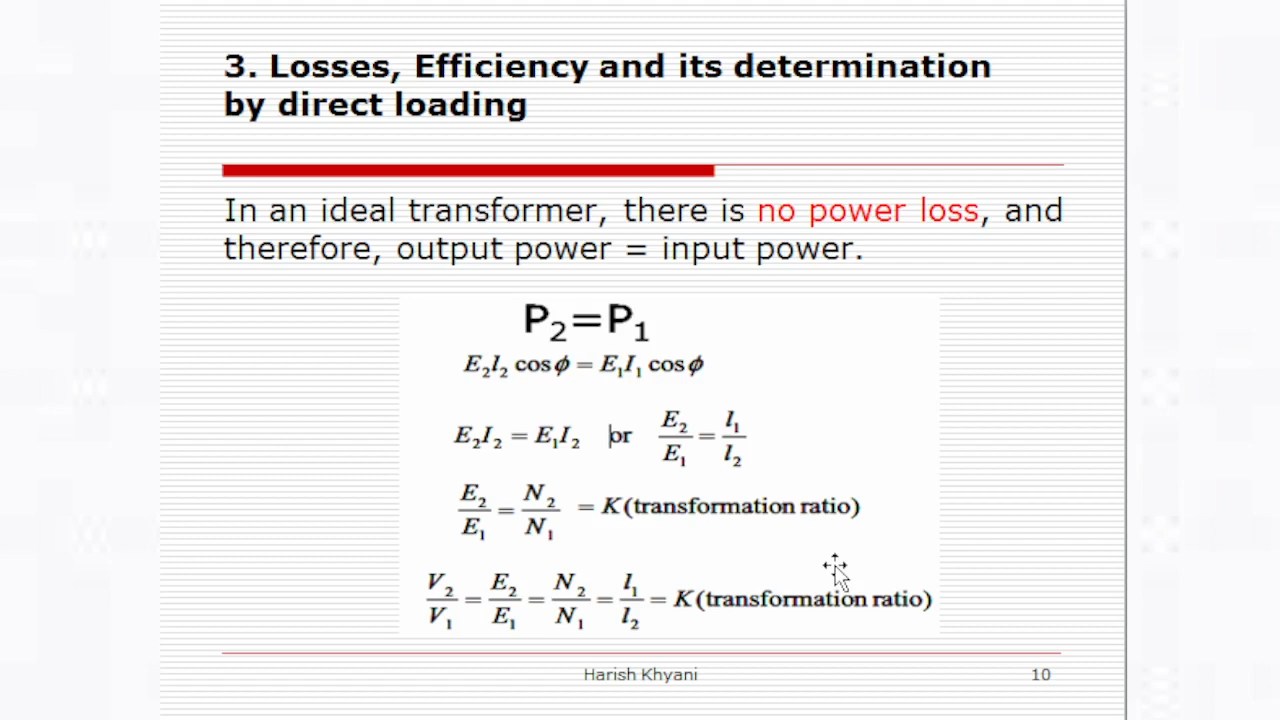 3. Losses, Efficiency and its determination
by direct loading
In an ideal transformer, there is no power loss, and
therefore, output power = input power.
P₂=P₁
E₂I₂ cos ϕ = E₁I₁ cos ϕ
E₂I₂ = E₁I₂ or E₂/E₁ = I₁/I₂
E₂/E₁ = N₂/N₁ = K(transformation ratio)
V₂/V₁ = E₂/E₁ = N₂/N₁ = I₁/I₂ = K(transformation ratio)
Harish Khyani 10